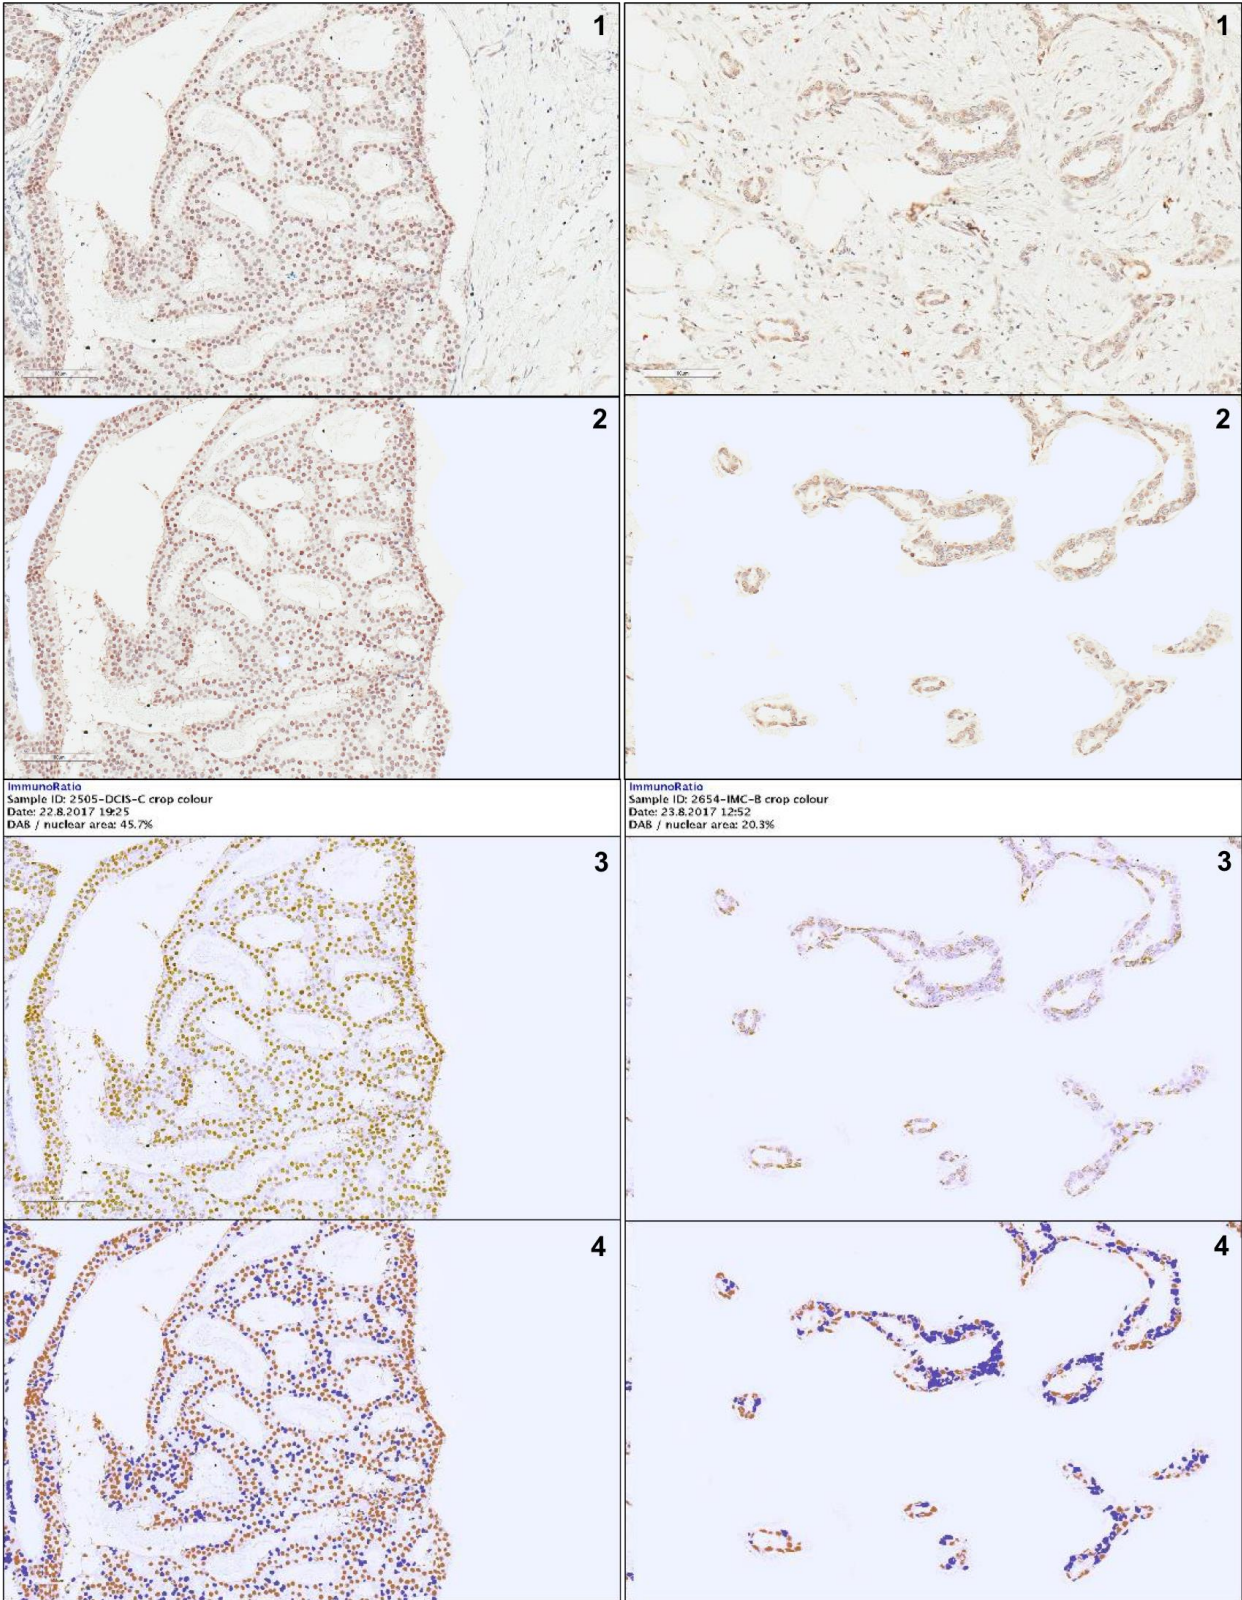 1
1
2
2
ImmunoRatio
Sample ID: 2505-DCIS-C crop colour
Date: 22.8.2017 19:25
DAB / nuclear area: 45.7%
ImmunoRatio
Sample ID: 2654-IMC-B crop colour
Date: 23.8.2017 12:52
DAB / nuclear area: 20.3%
3
3
4
4